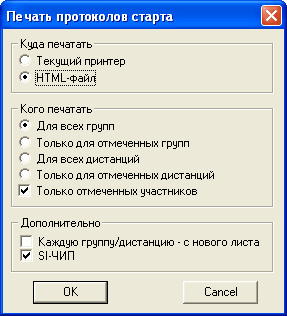 Печать протоколов старта
Куда печатать
Текущий принтер
HTML-файл
Кого печатать
Для всех групп
Только для отмеченных групп
Для всех дистанций
Только для отмеченных дистанций
Только отмеченных участников
Дополнительно
Каждую группу/дистанцию - с нового листа
SI-ЧИП
OK
Cancel